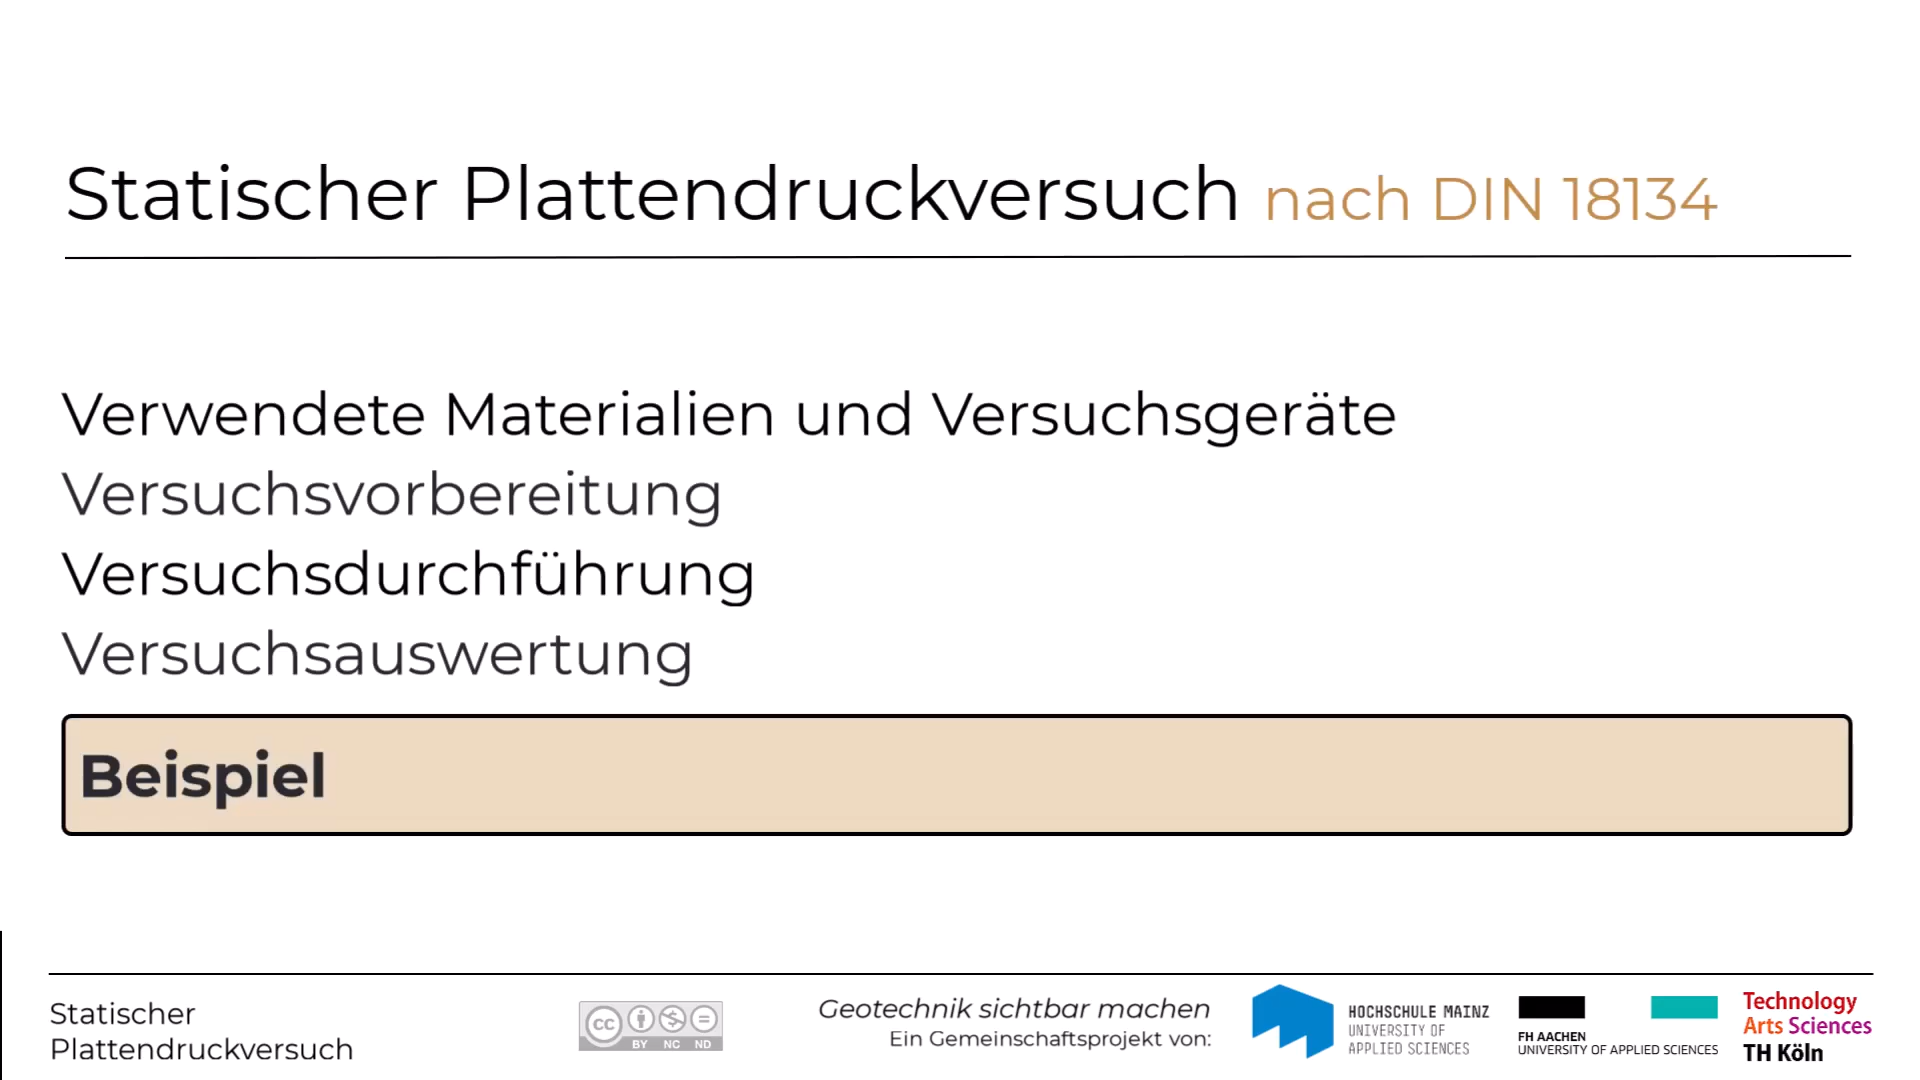 Statischer Plattendruckversuch nach DIN 18134
Verwendete Materialien und Versuchsgeräte
Versuchsvorbereitung
Versuchsdurchführung
Versuchsauswertung
Beispiel
Statischer
Plattendruckversuch
cc
BY NC ND
Geotechnik sichtbar machen
Ein Gemeinschaftsprojekt von:
HOCHSCHULE MAINZ
UNIVERSITY OF
APPLIED SCIENCES
FH AACHEN
UNIVERSITY OF APPLIED SCIENCES
Technology
Arts Sciences
TH Köln